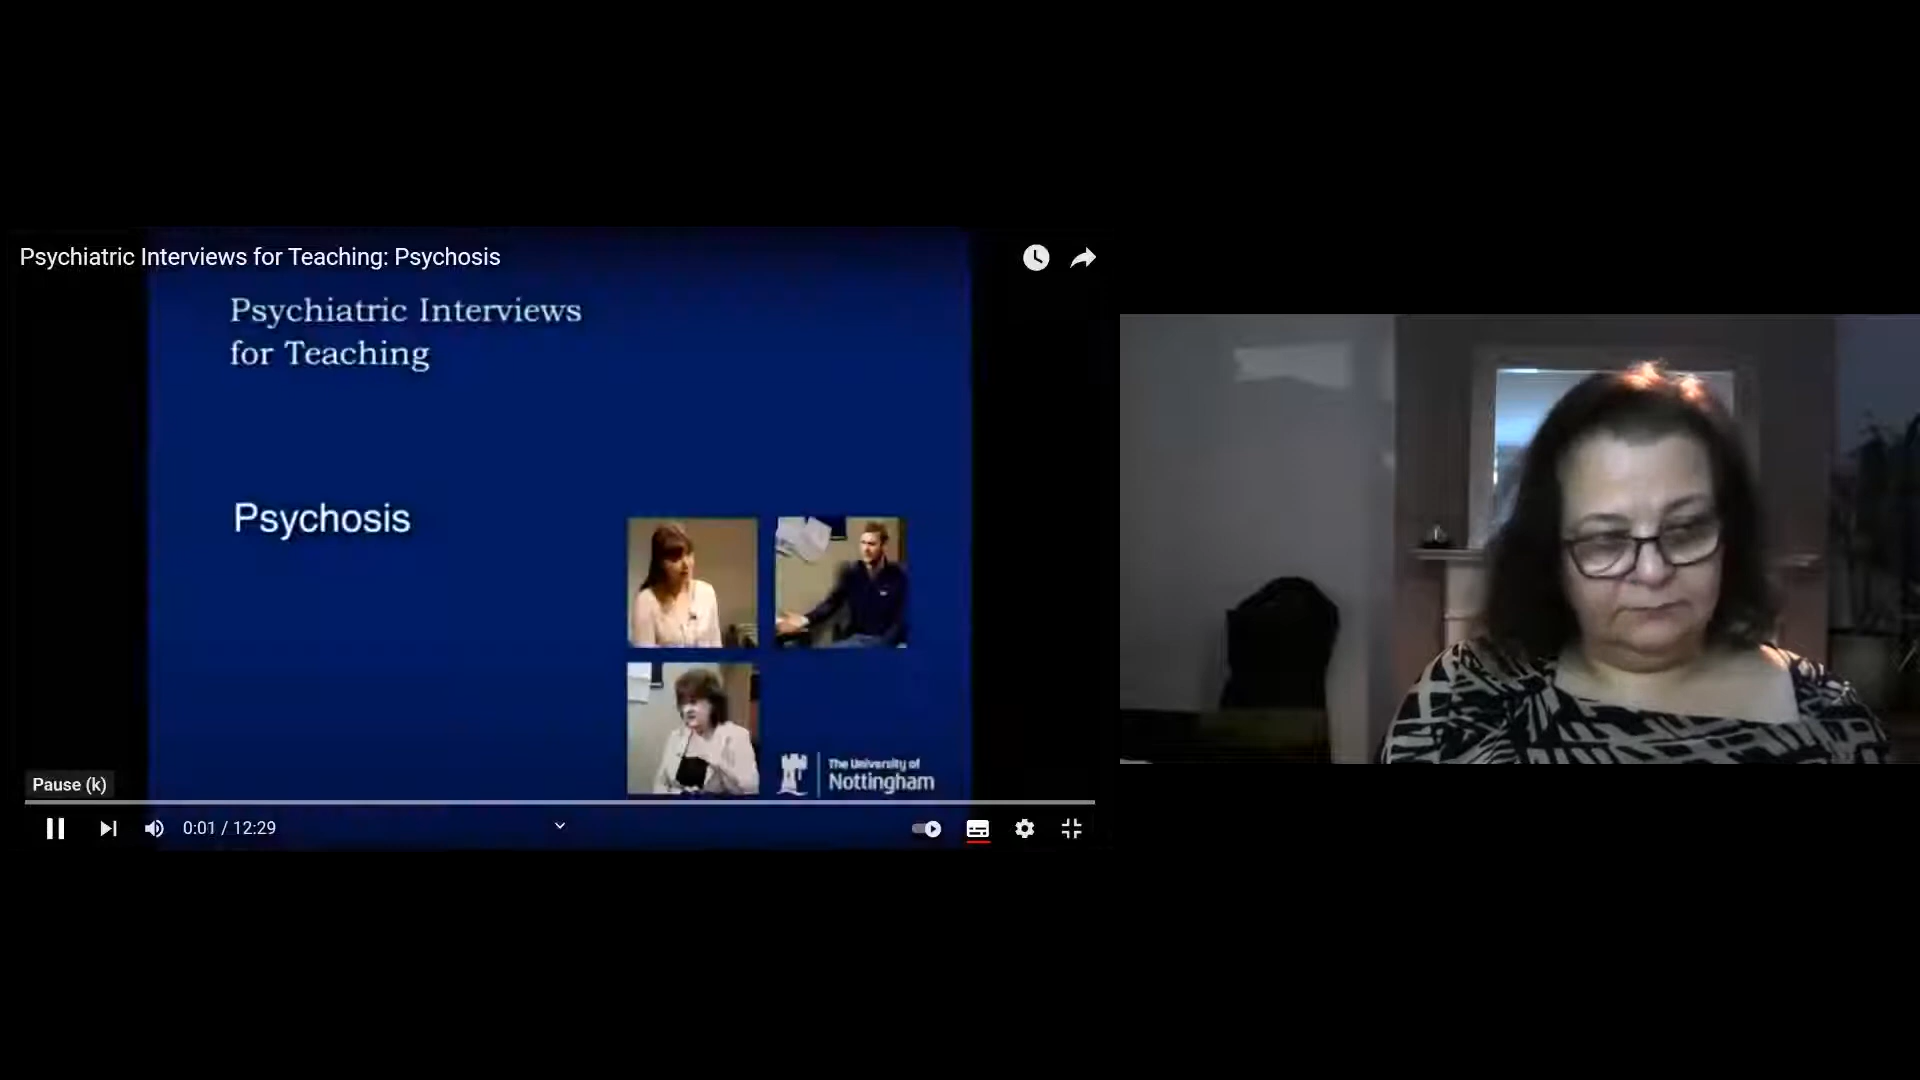 Psychiatric Interviews for Teaching: Psychosis
Psychiatric Interviews
for Teaching
Psychosis
The University of
Nottingham
Pause (k)
0:01 / 12:29